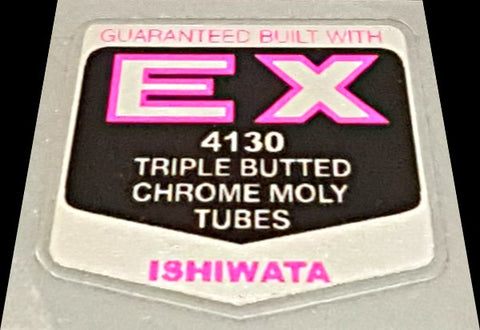 GUARANTEED BUILT WITH
EX
4130
TRIPLE BUTTED
CHROME MOLY
TUBES
ISHIWATA